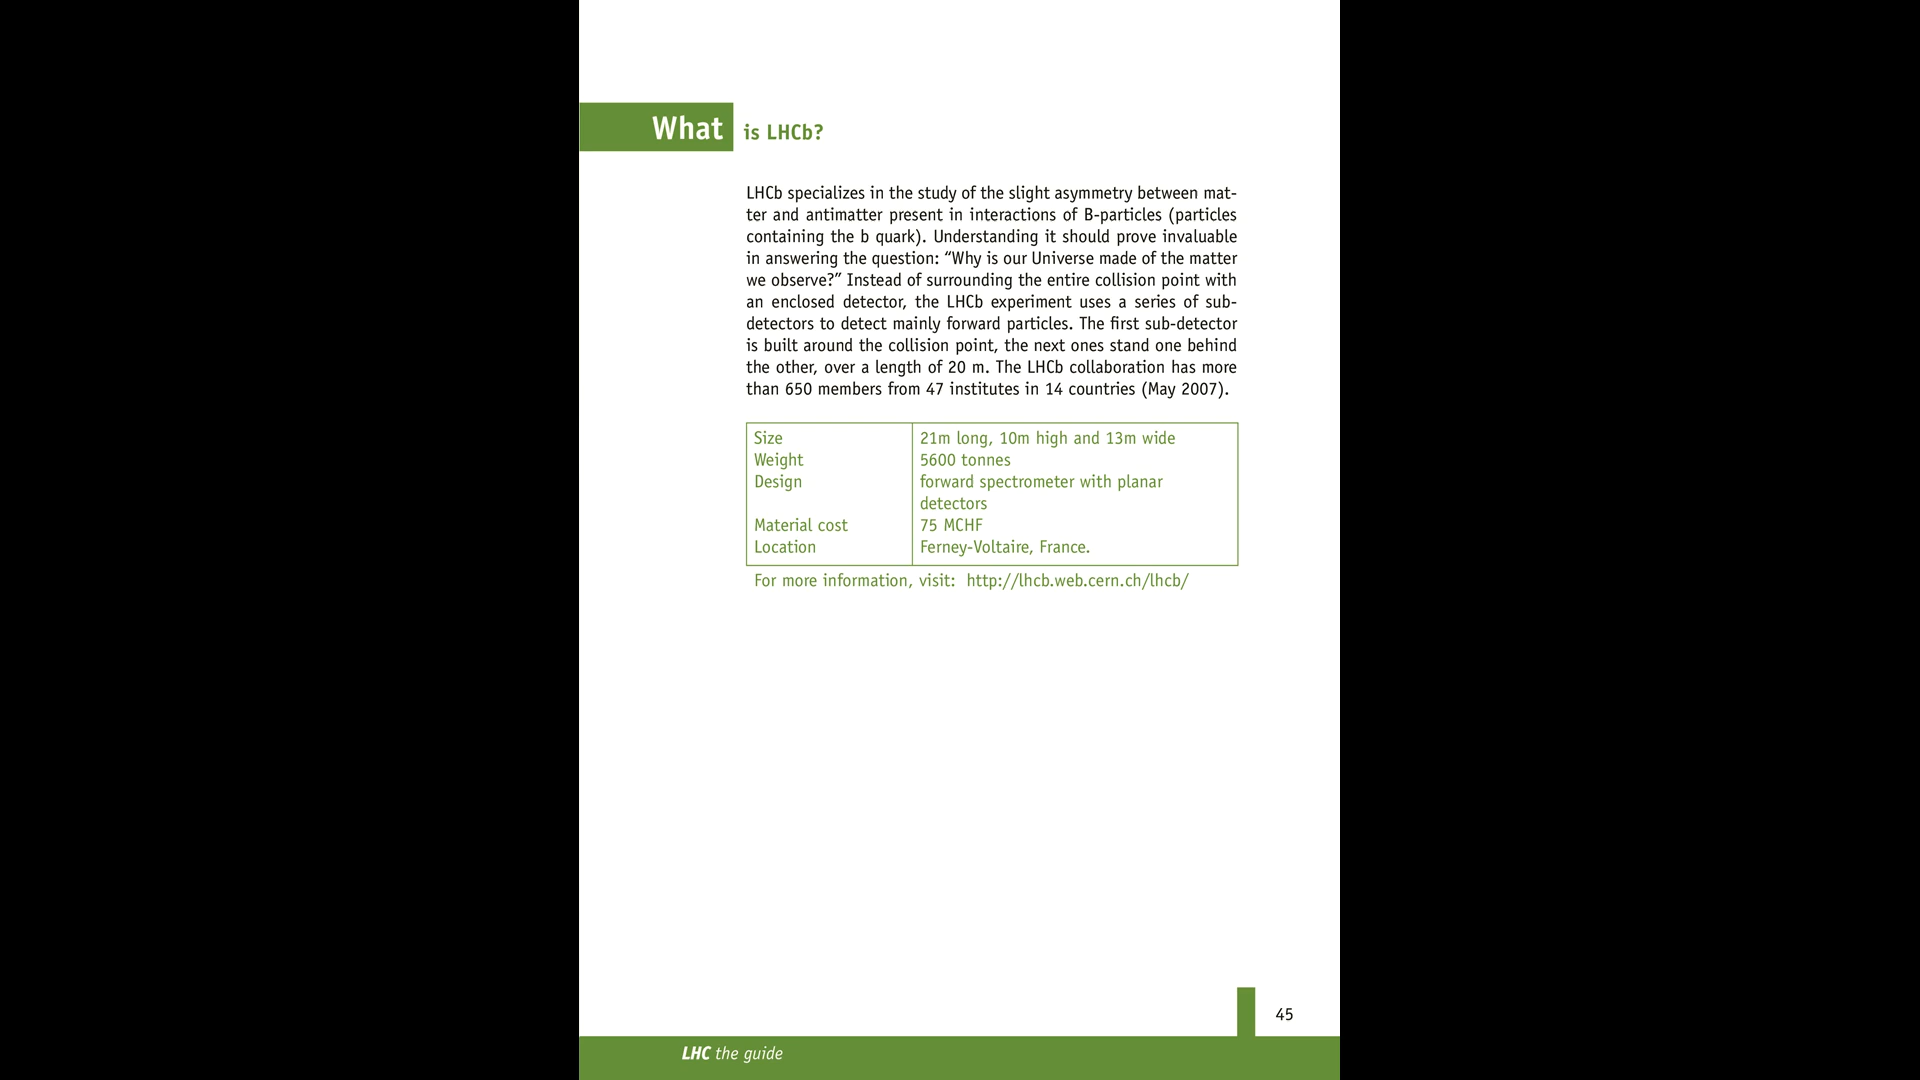 What is LHCb?
LHCb specializes in the study of the slight asymmetry between mat-
ter and antimatter present in interactions of B-particles (particles
containing the b quark). Understanding it should prove invaluable
in answering the question: “Why is our Universe made of the matter
we observe?” Instead of surrounding the entire collision point with
an enclosed detector, the LHCb experiment uses a series of sub-
detectors to detect mainly forward particles. The first sub-detector
is built around the collision point, the next ones stand one behind
the other, over a length of 20 m. The LHCb collaboration has more
than 650 members from 47 institutes in 14 countries (May 2007).
Size 21m long, 10m high and 13m wide
Weight 5600 tonnes
Design forward spectrometer with planar
detectors
Material cost 75 MCHF
Location Ferney-Voltaire, France.
For more information, visit: http://lhcb.web.cern.ch/lhcb/
45
LHC the guide